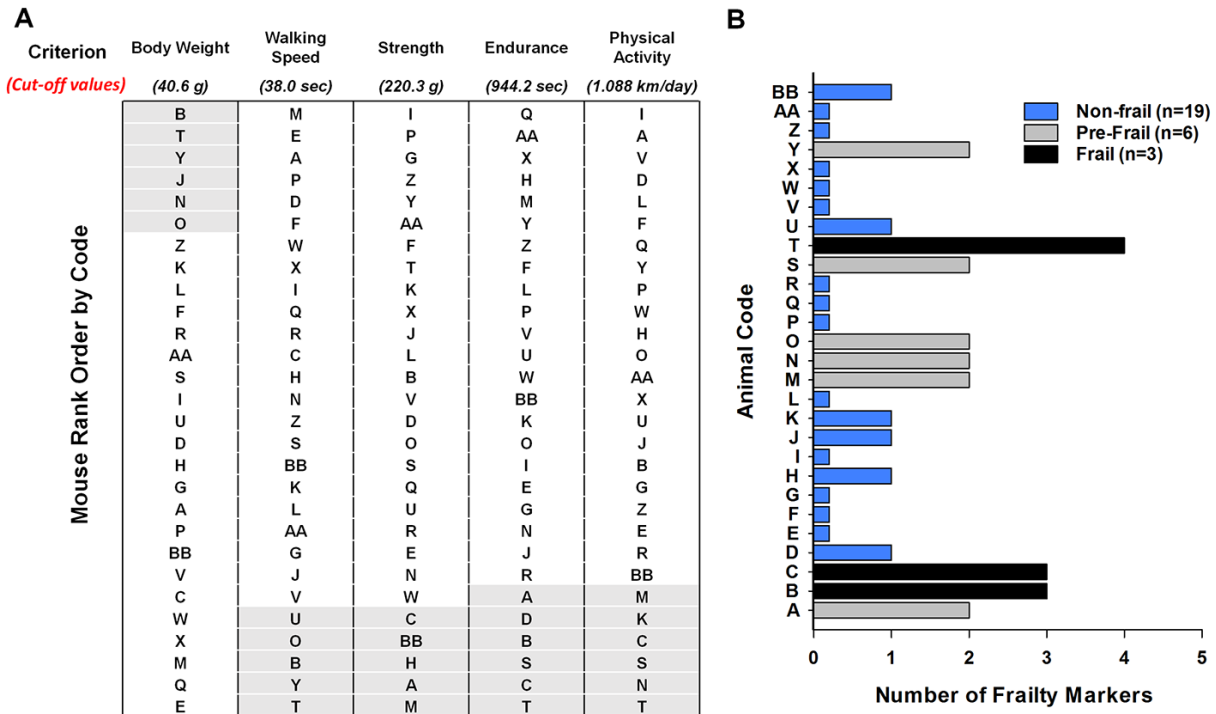 A
Criterion Body Weight Walking Speed Strength Endurance Physical Activity
(Cut-off values) (40.6 g) (38.0 sec) (220.3 g) (944.2 sec) (1.088 km/day)
Mouse Rank Order by Code
B M I Q I
T E P AA A
Y A G X V
J P Z H D
N D Y M L
O F AA Y F
Z W F Z Q
K X T F Y
L I K L P
F Q X P W
R R J V H
AA C L U O
S H B W AA
I N V BB X
U Z D K U
D S O O J
H BB S I B
G K Q E G
A L U G Z
P AA R N E
BB G E J R
V J N R BB
C V W A M
W U C D K
X O BB B C
M B H S S
Q Y A C N
E T M T T
B
Non-frail (n=19)
Pre-Frail (n=6)
Frail (n=3)
Animal Code
BB
AA
Z
Y
X
W
V
U
T
S
R
Q
P
O
N
M
L
K
J
I
H
G
F
E
D
C
B
A
0 1 2 3 4 5
Number of Frailty Markers